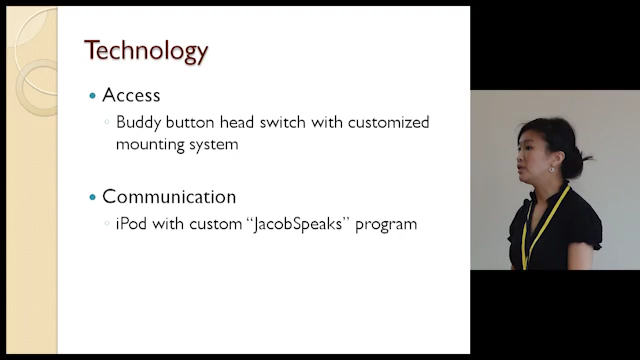 Technology
Access
Buddy button head switch with customized
mounting system
Communication
iPod with custom “JacobSpeaks” program